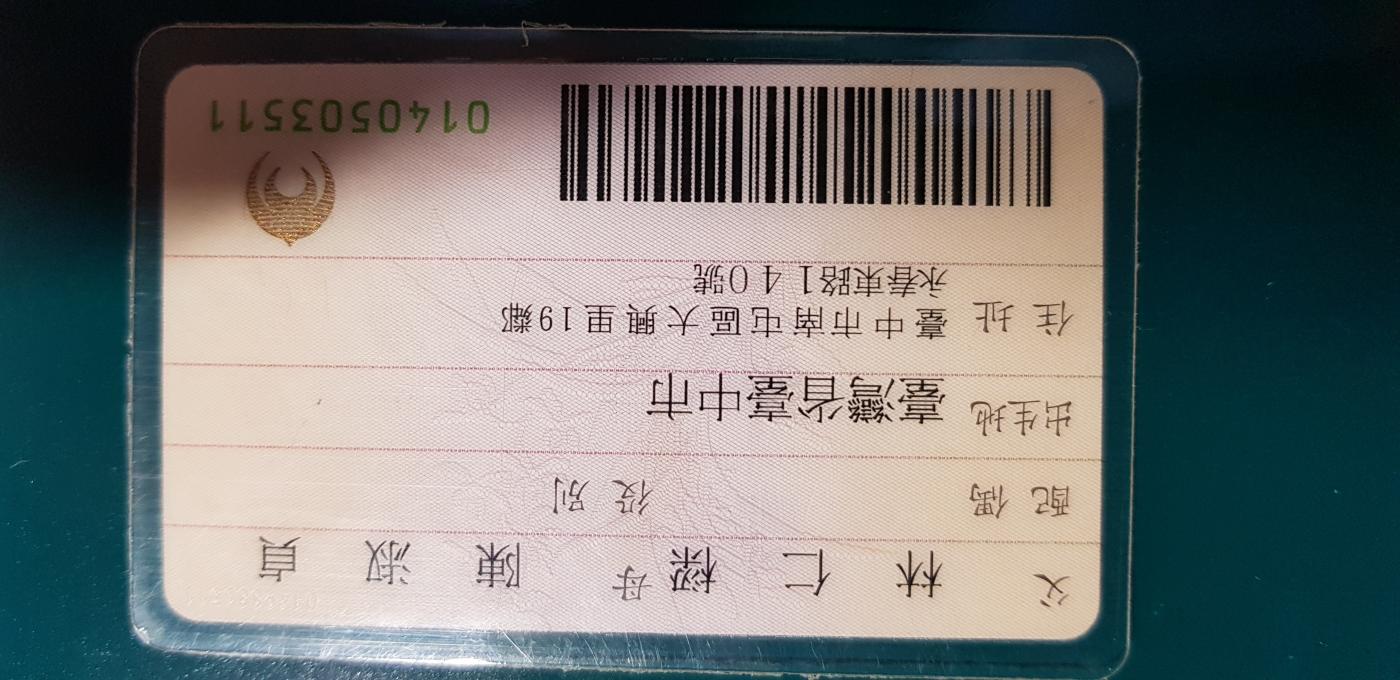 父 林 仁 母 陳 淑 貞
配偶 役別
出生地 臺灣省臺中市
住址 臺中市南屯區大興里19鄰
永春東路140號
0140503511